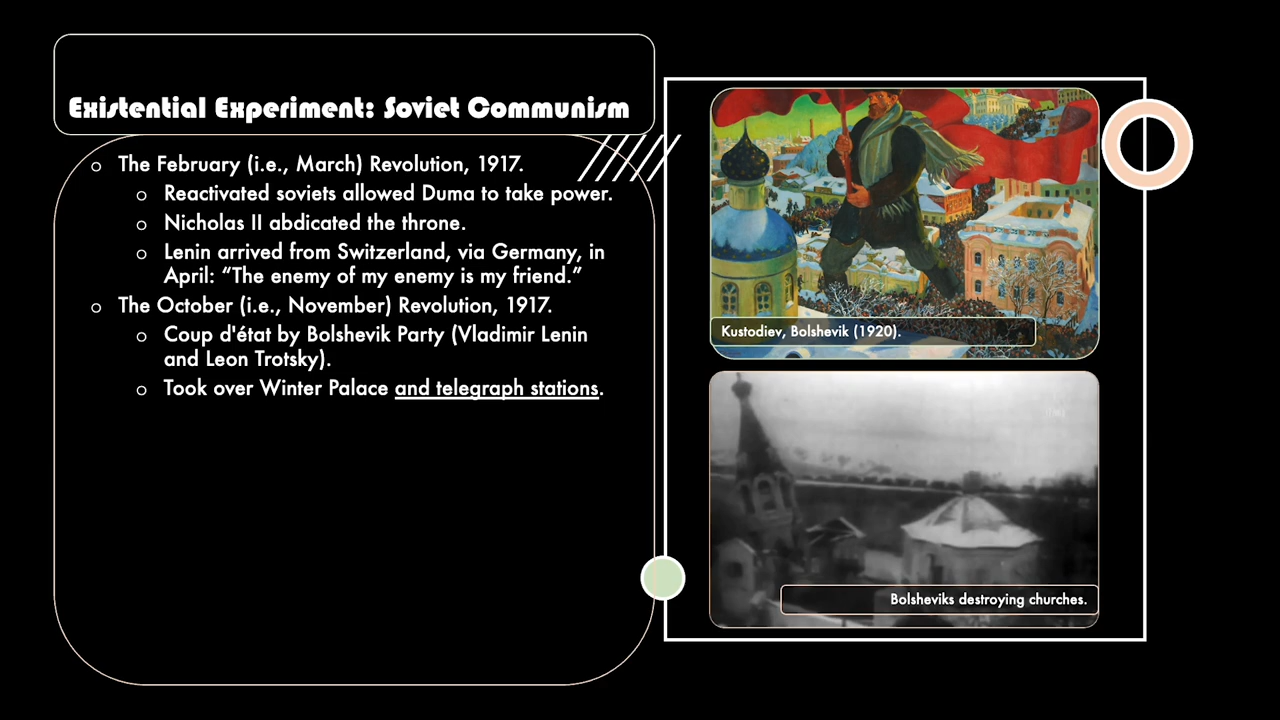 Existential Experiment: Soviet Communism
o The February (i.e., March) Revolution, 1917.
o Reactivated soviets allowed Duma to take power.
o Nicholas II abdicated the throne.
o Lenin arrived from Switzerland, via Germany, in
April: “The enemy of my enemy is my friend.”
o The October (i.e., November) Revolution, 1917.
o Coup d'état by Bolshevik Party (Vladimir Lenin
and Leon Trotsky).
o Took over Winter Palace and telegraph stations.
Kustodiev, Bolshevik (1920).
Bolsheviks destroying churches.